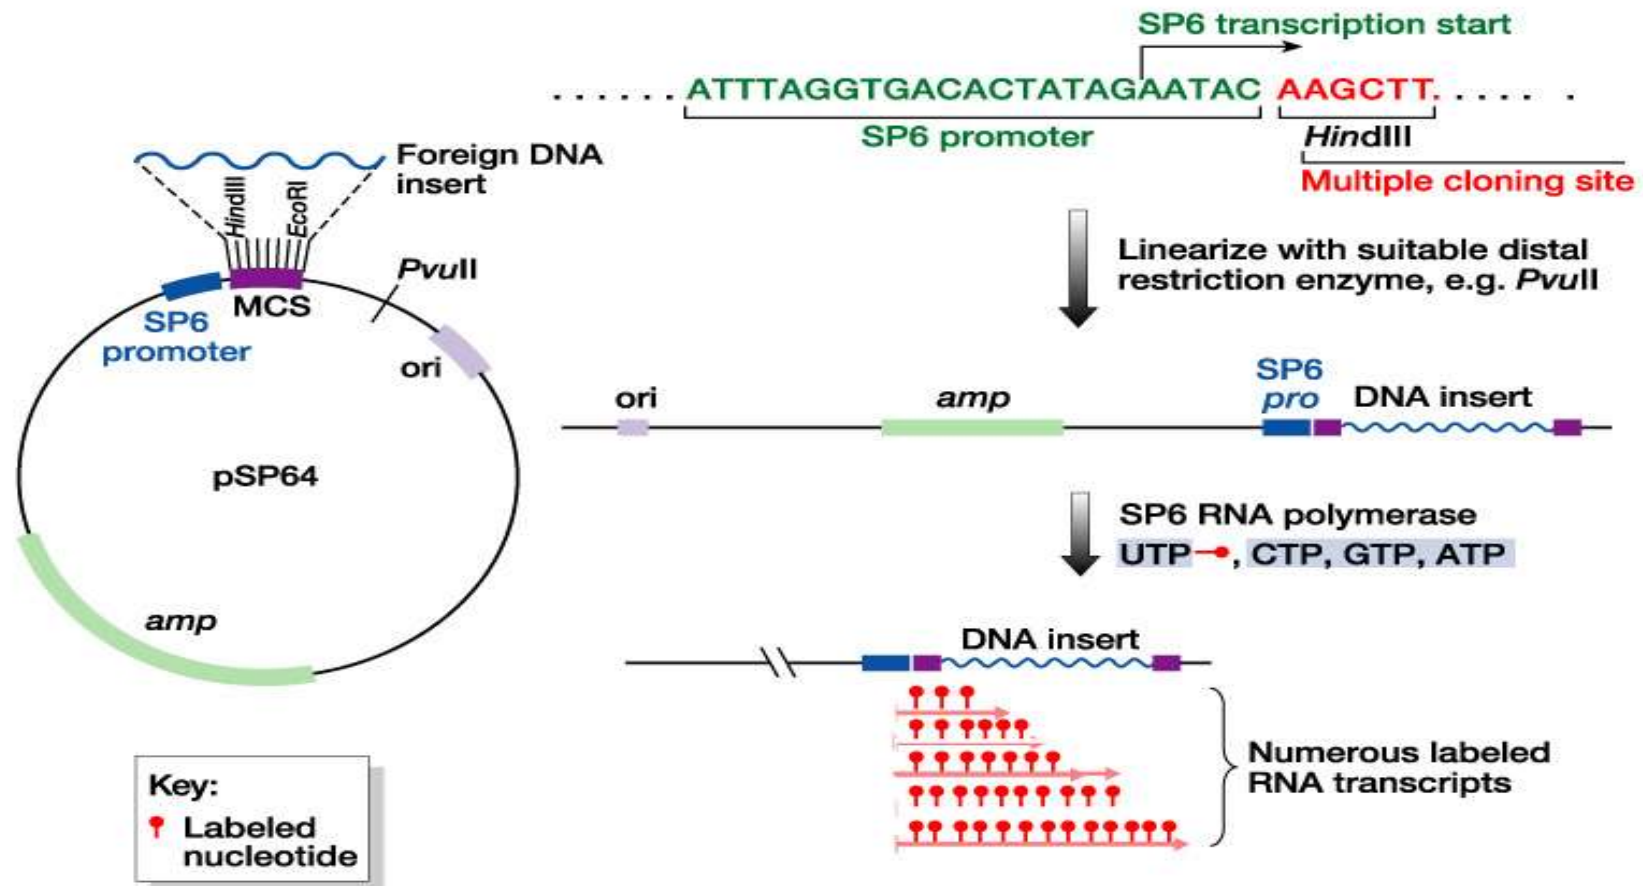 SP6 transcription start
. . . . . . ATTTAGGTGACACTATAGAATAC AAGCTT. . . . . .
SP6 promoter
HindIII
Multiple cloning site
Foreign DNA
insert
HindIII
EcoRI
PvuII
MCS
SP6
promoter
ori
pSP64
amp
Linearize with suitable distal
restriction enzyme, e.g. PvuII
ori
amp
SP6
pro
DNA insert
SP6 RNA polymerase
UTP , CTP, GTP, ATP
DNA insert
Numerous labeled
RNA transcripts
Key:
Labeled
nucleotide